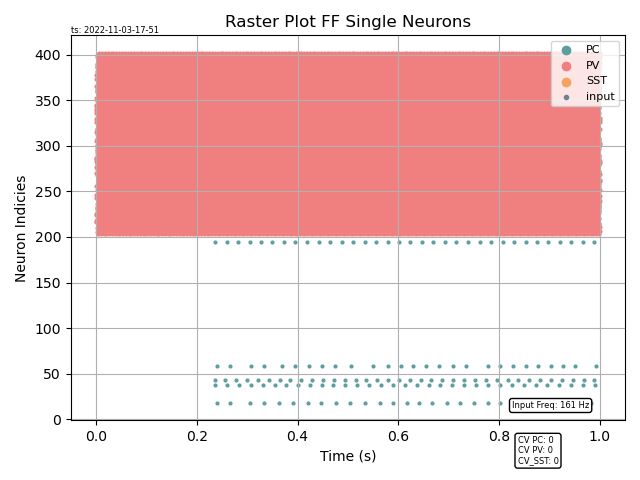 Raster Plot FF Single Neurons
ts: 2022-11-03-17-51
PC
PV
SST
input
Neuron Indicies
400
350
300
250
200
150
100
50
0
Input Freq: 161 Hz
0.0 0.2 0.4 0.6 0.8 1.0
Time (s)
CV PC: 0
CV PV: 0
CV_SST: 0